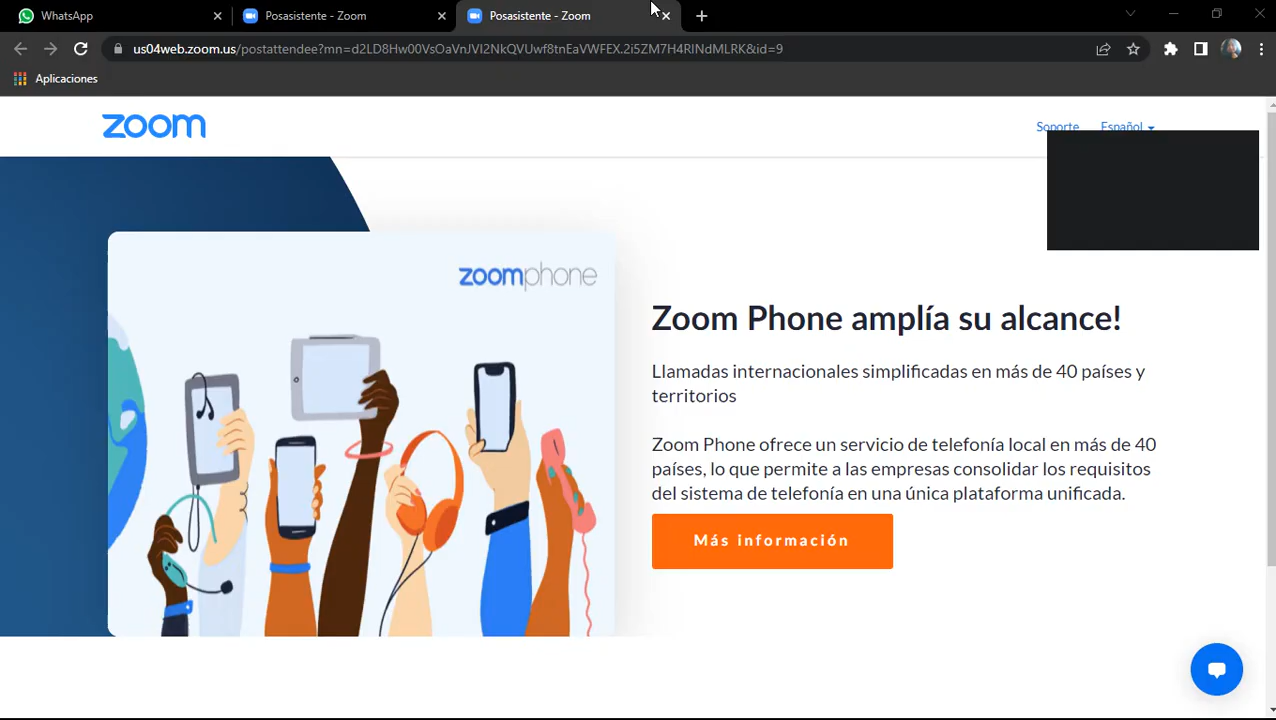 WhatsApp
Posasistente - Zoom
Posasistente - Zoom
us04web.zoom.us/postattendee?mn=d2LD8Hw00VsOaVnJVI2NkQVUwf8tnEaVWFEX.2i5ZM7H4RlNdMLRK&id=9
Aplicaciones
zoom
Soporte
Español
zoomphone
Zoom Phone amplía su alcance!
Llamadas internacionales simplificadas en más de 40 países y
territorios
Zoom Phone ofrece un servicio de telefonía local en más de 40
países, lo que permite a las empresas consolidar los requisitos
del sistema de telefonía en una única plataforma unificada.
Más información